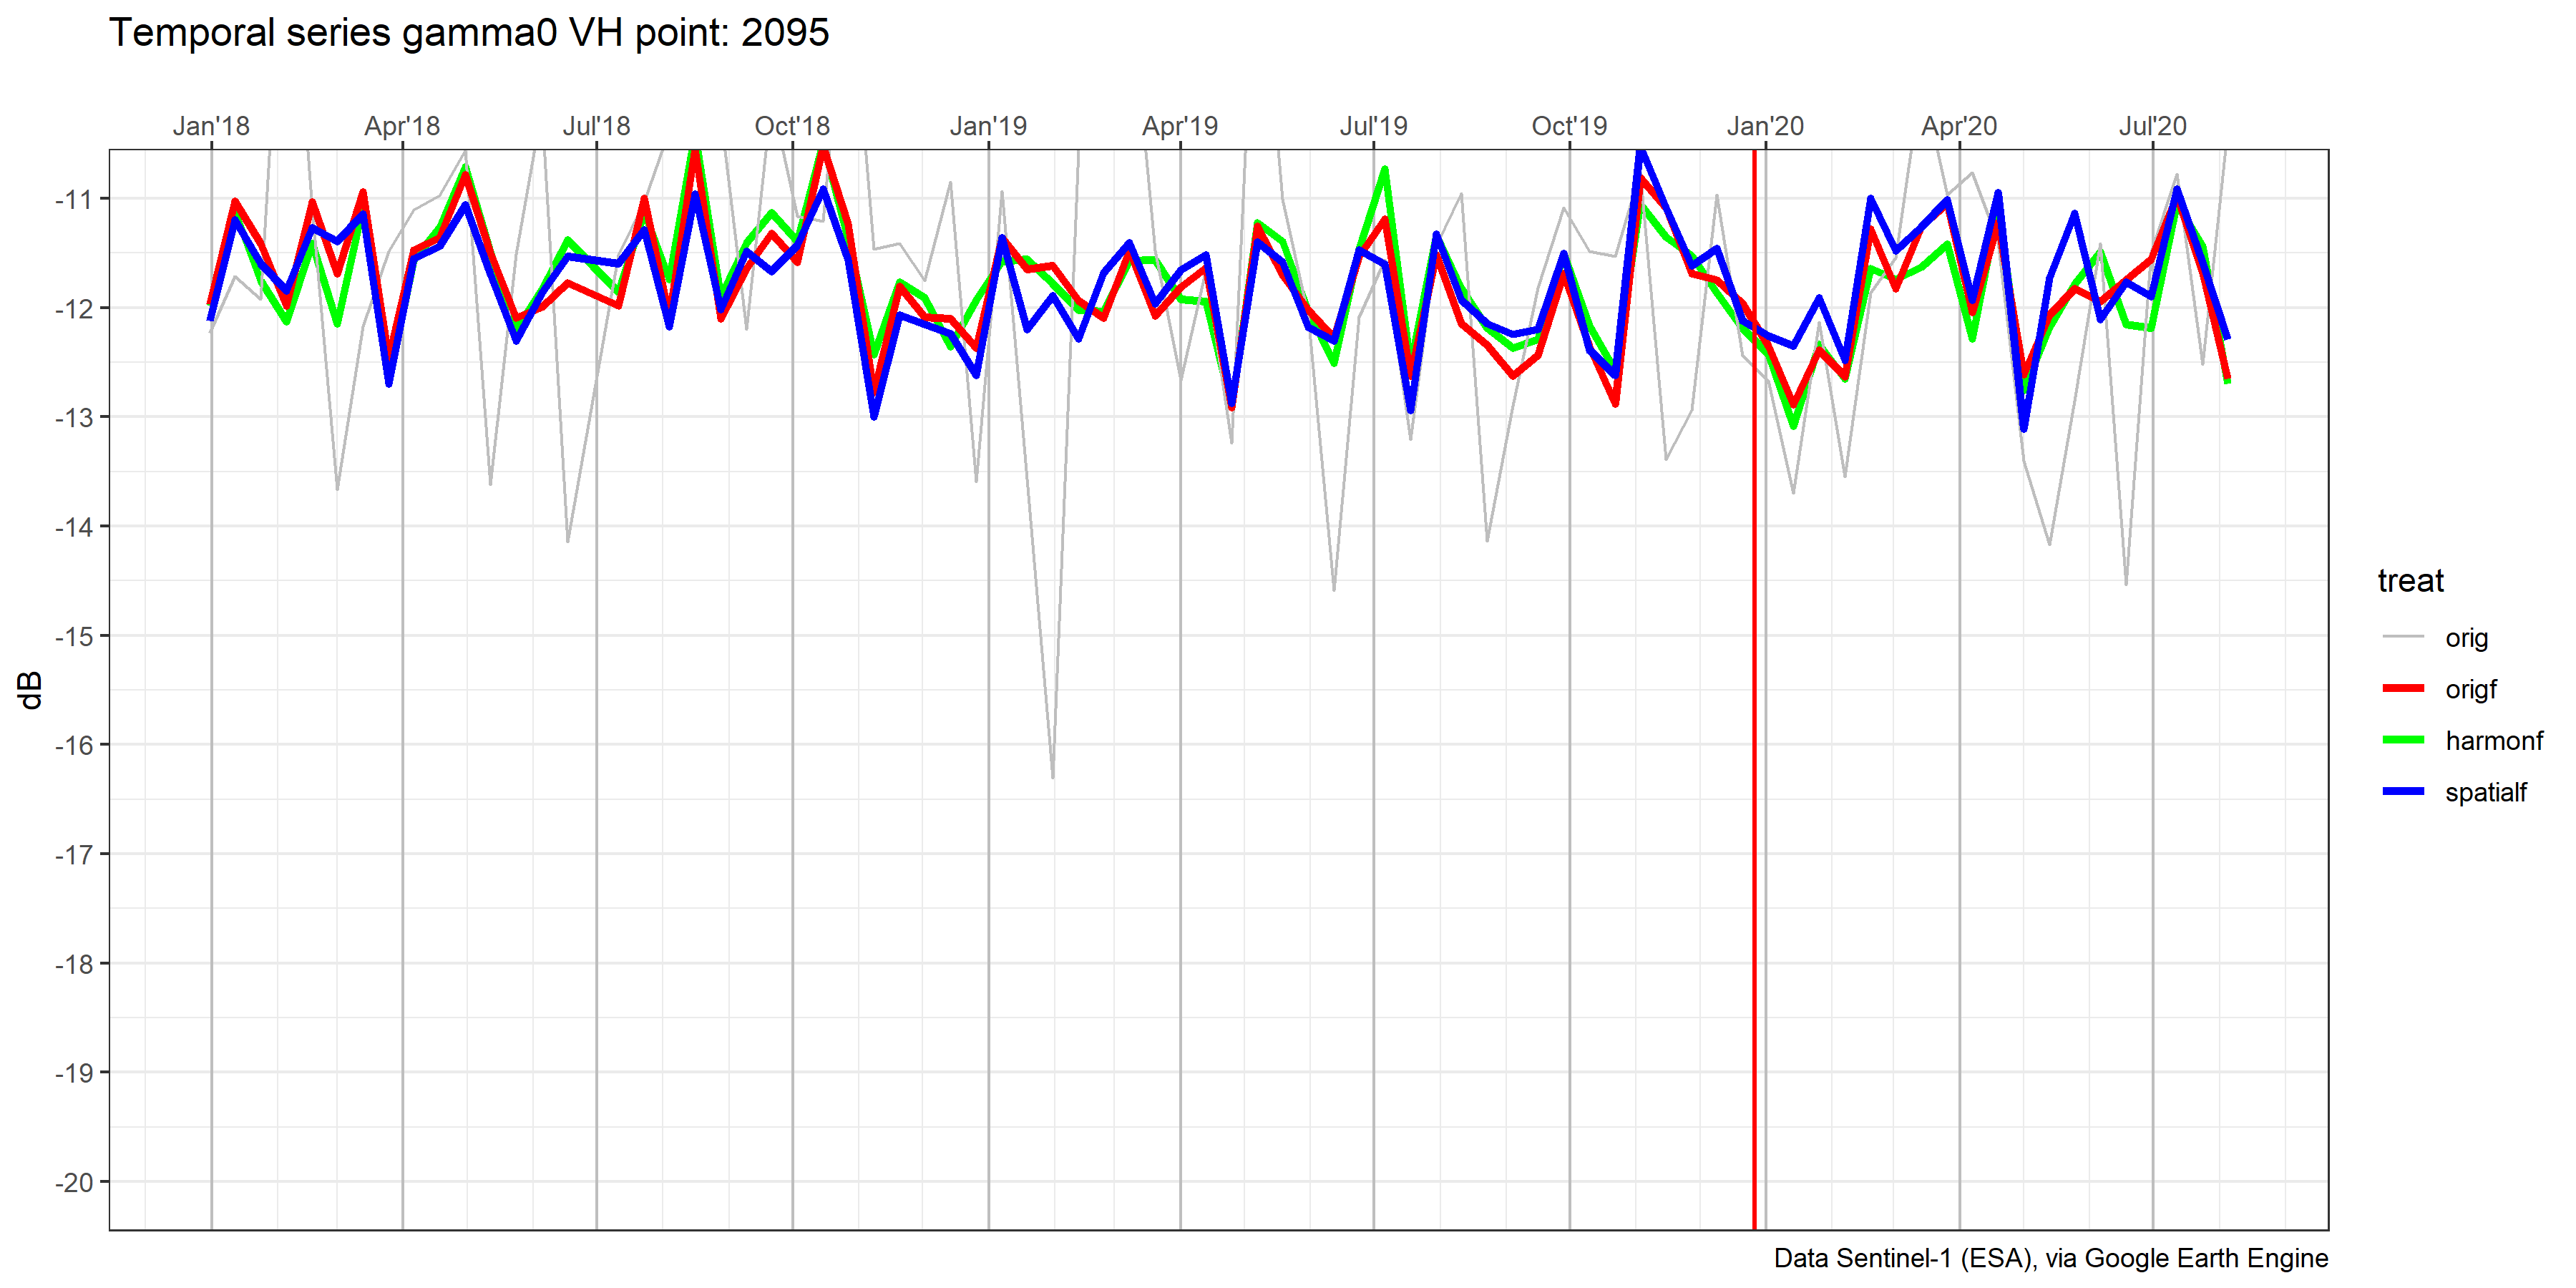 Temporal series gamma0 VH point: 2095
Jan'18 Apr'18 Jul'18 Oct'18 Jan'19 Apr'19 Jul'19 Oct'19 Jan'20 Apr'20 Jul'20
-11
-12
-13
-14
-15
-16
-17
-18
-19
-20
dB
treat
orig
origf
harmonf
spatialf
Data Sentinel-1 (ESA), via Google Earth Engine